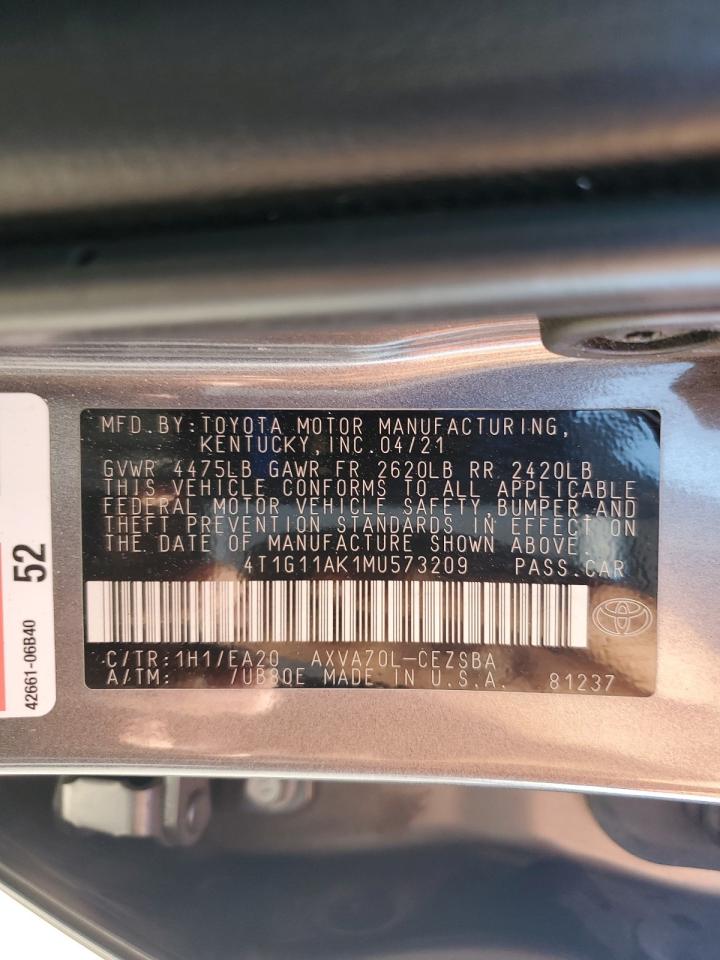 MFD.BY:TOYOTA MOTOR MANUFACTURING,
KENTUCKY,INC.04/21
GVWR 4475LB GAWR FR 2620LB RR 2420LB
THIS VEHICLE CONFORMS TO ALL APPLICABLE
FEDERAL MOTOR VEHICLE SAFETY BUMPER AND
THEFT PREVENTION STANDARDS IN EFFECT ON
THE DATE OF MANUFACTURE SHOWN ABOVE.
4T1G11AK1MU573209 PASS.CAR
C/TR:1H1/EA20 AXVA70L-CEZSBA
A/TM: /UB80E MADE IN U.S.A. 81237
52
42661-06B40